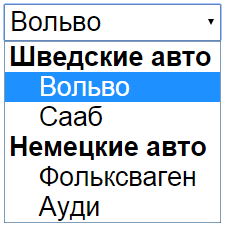 Вольво
Шведские авто
Вольво
Сааб
Немецкие авто
Фольксваген
Ауди